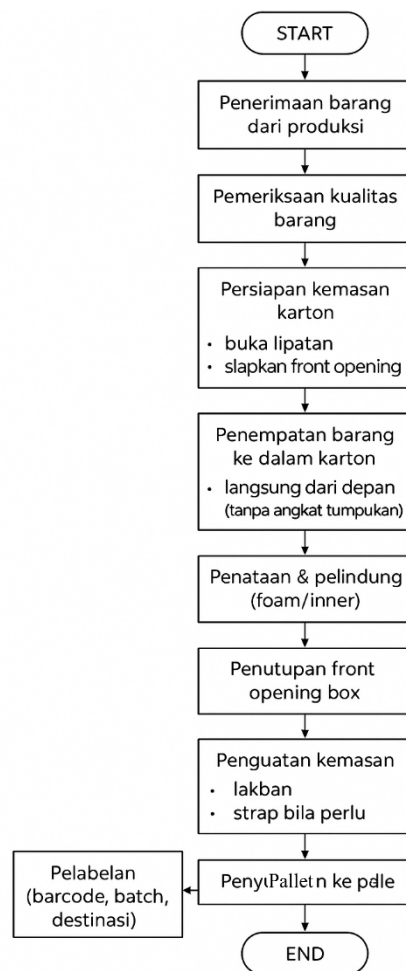 START
Penerimaan barang
dari produksi
Pemeriksaan kualitas
barang
Persiapan kemasan
karton
• buka lipatan
• slapkan front opening
Penempatan barang
ke dalam karton
• langsung dari depan
(tanpa angkat tumpukan)
Penataan & pelindung
(foam/inner)
Penutupan front
opening box
Penguatan kemasan
• lakban
• strap bila perlu
Pelabelan
(barcode, batch,
destinasi)
Pallet ke
END